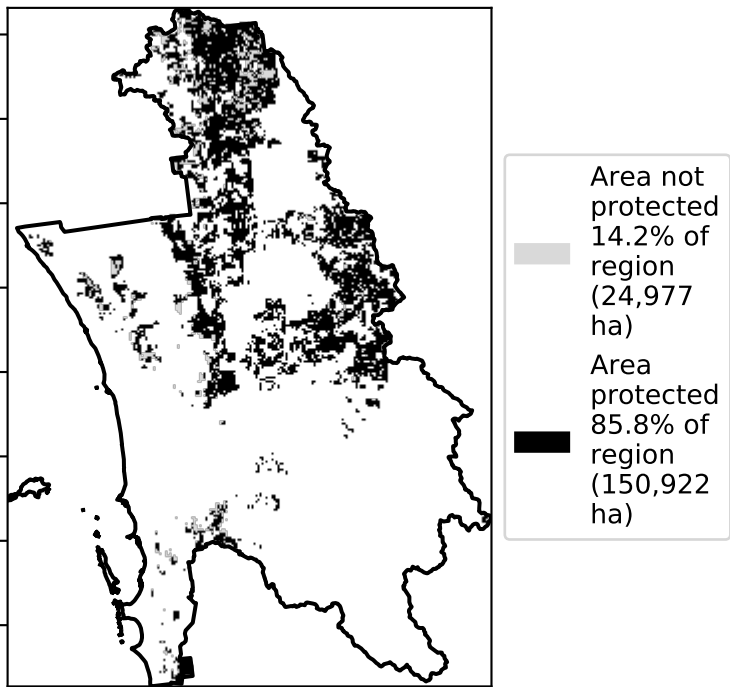 Area not
protected
14.2% of
region
(24,977
ha)
Area
protected
85.8% of
region
(150,922
ha)